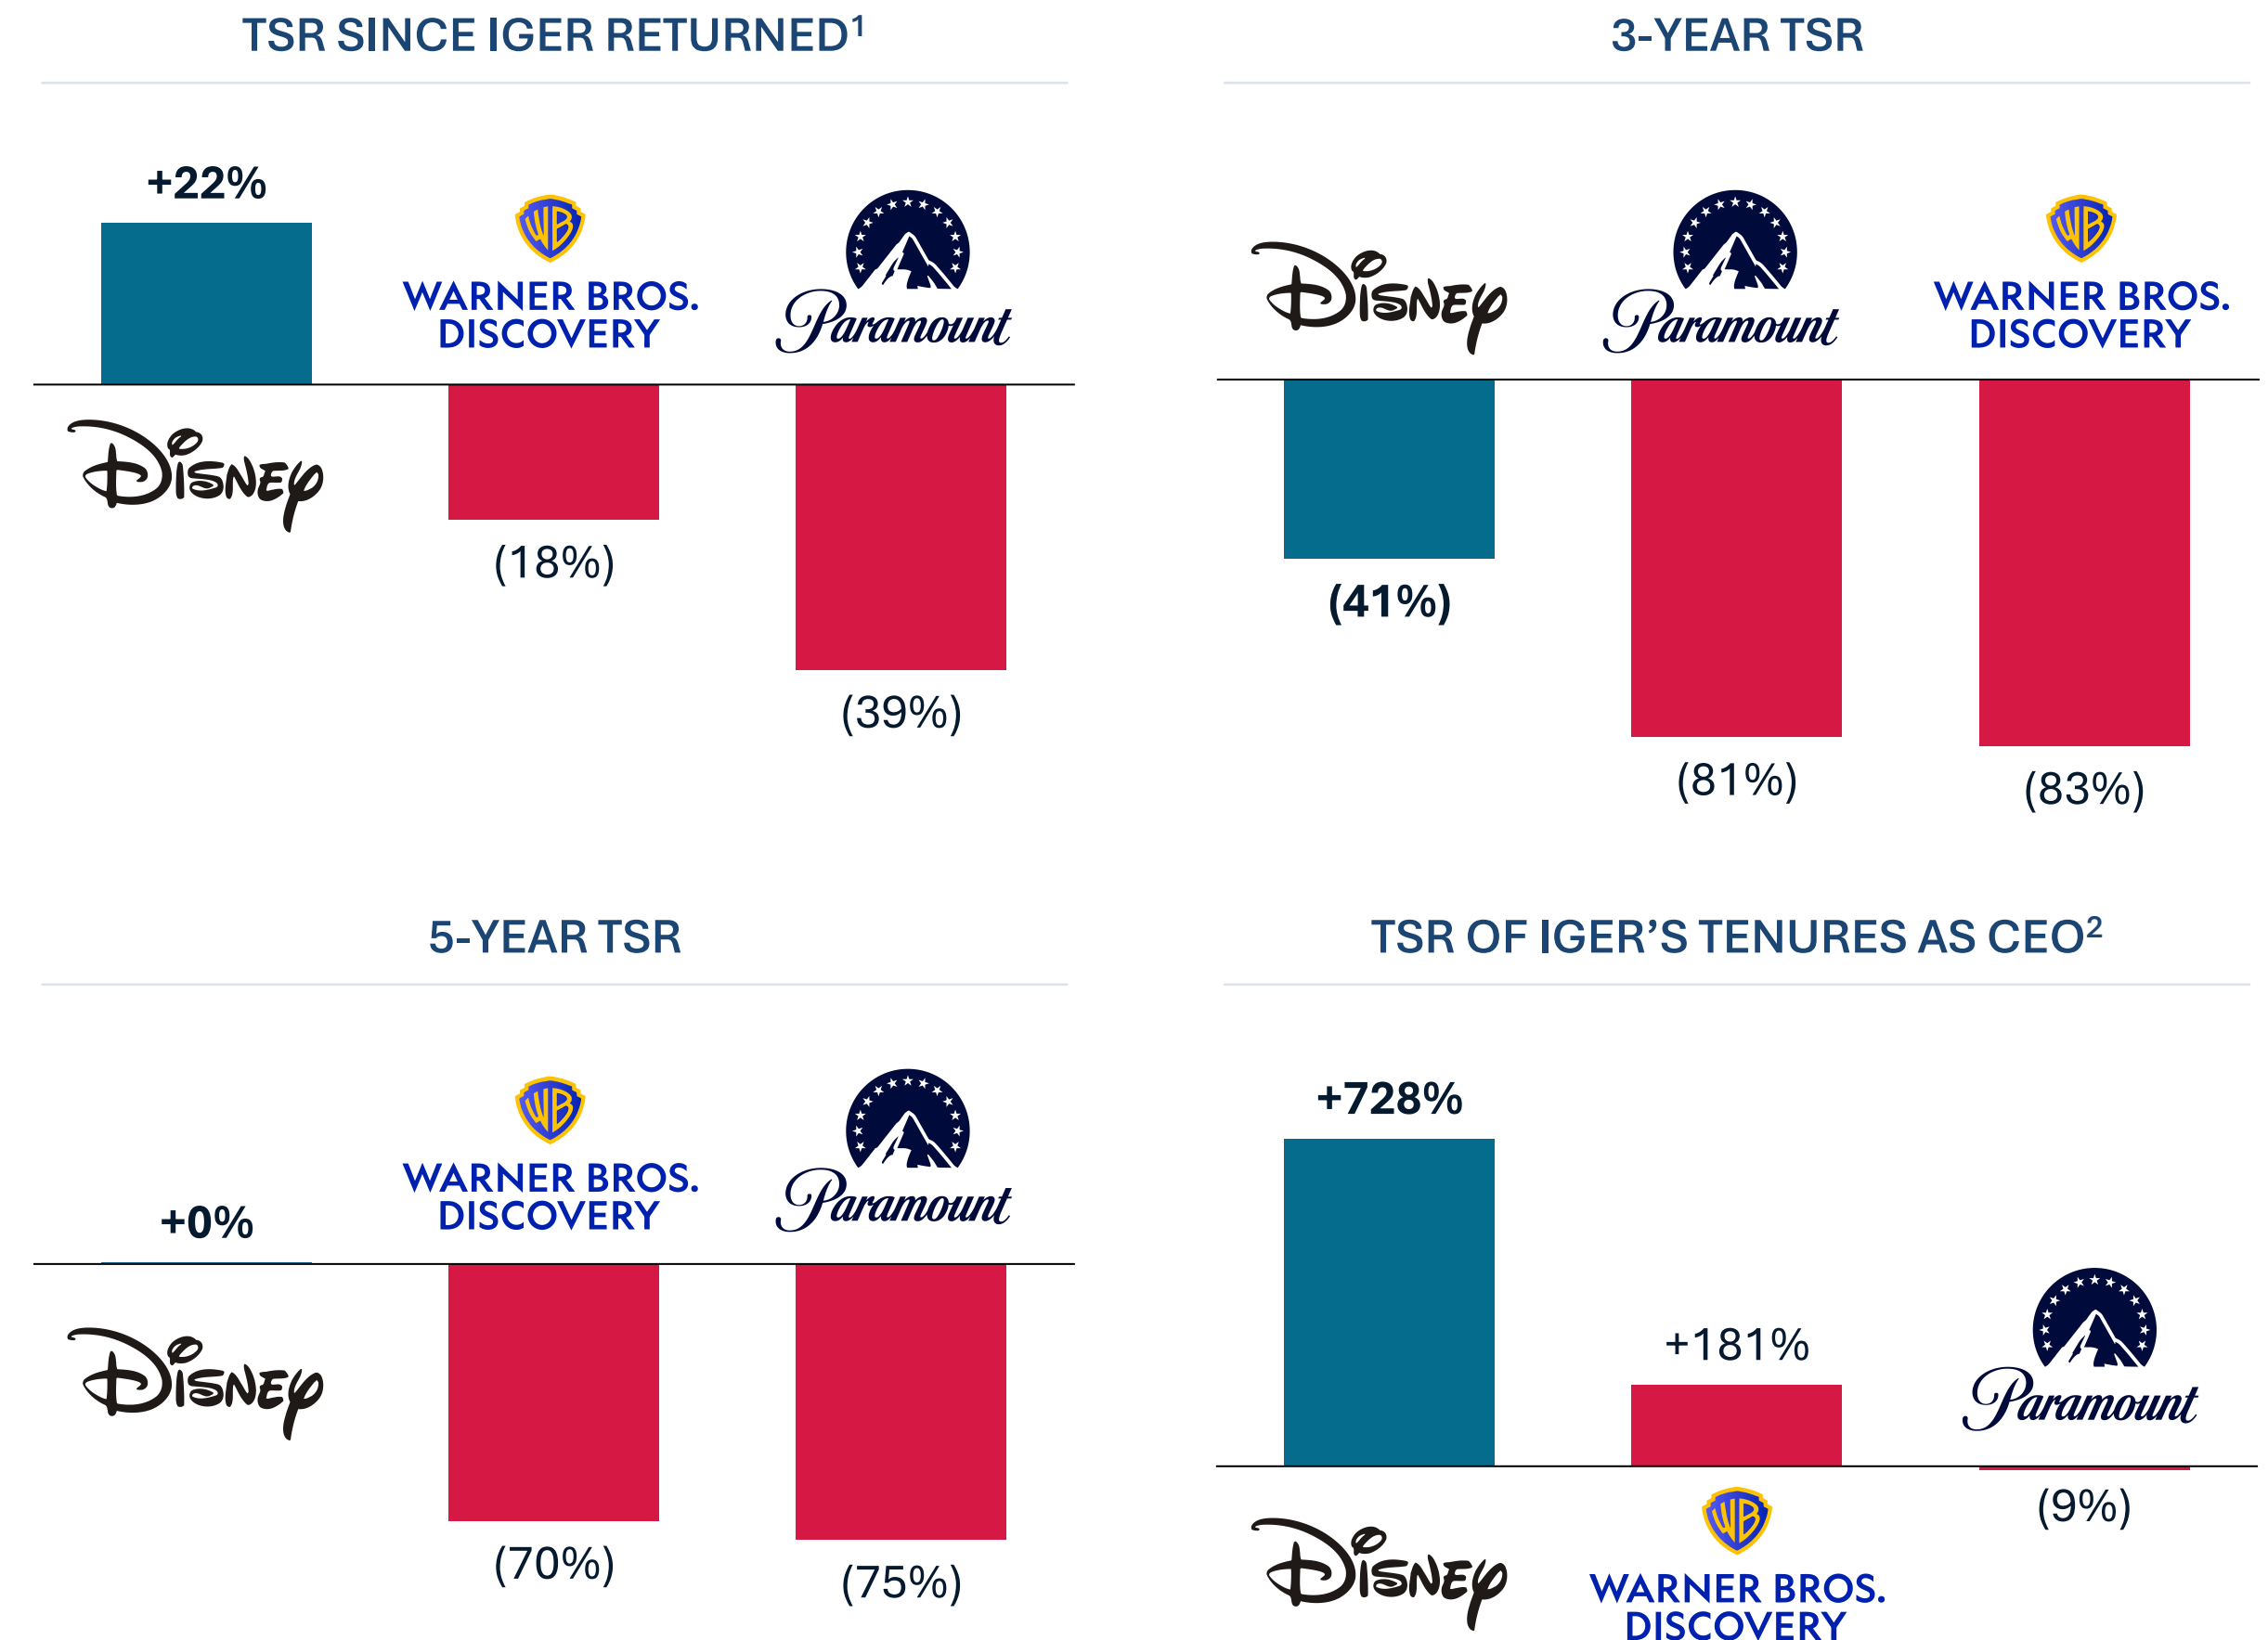 TSR SINCE IGER RETURNED¹
+22%
WARNER BROS.
DISCOVERY
Paramount
Disney
(18%)
(39%)
3-YEAR TSR
Disney
Paramount
WARNER BROS.
DISCOVERY
(41%)
(81%)
(83%)
5-YEAR TSR
+0%
WARNER BROS.
DISCOVERY
Paramount
Disney
(70%)
(75%)
TSR OF IGER’S TENURES AS CEO²
+728%
+181%
Paramount
(9%)
Disney
WARNER BROS.
DISCOVERY